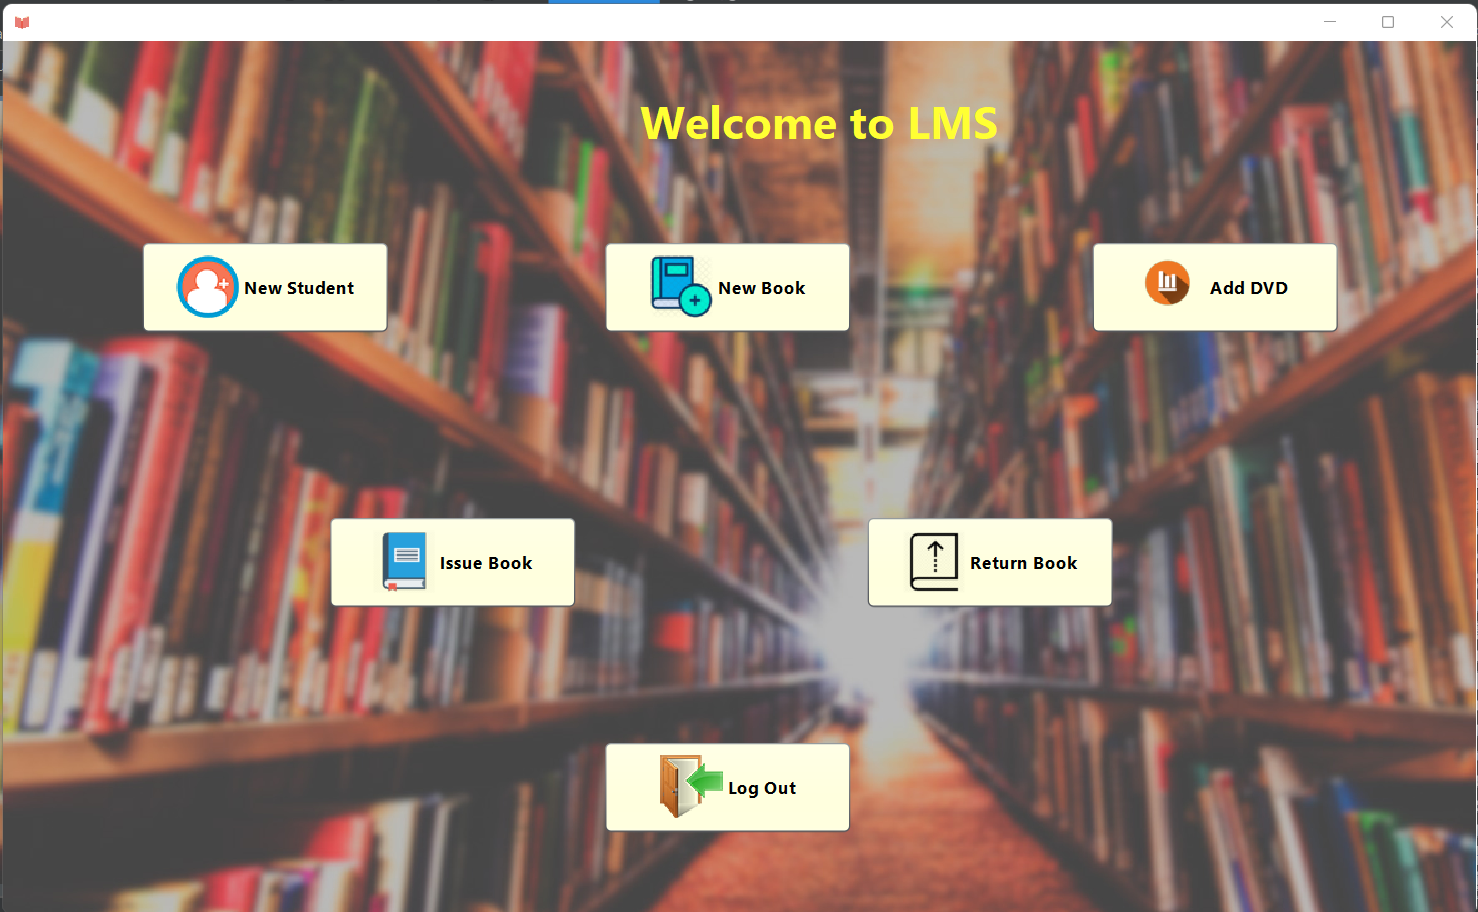 Welcome to LMS
New Student
New Book
Add DVD
Issue Book
Return Book
Log Out